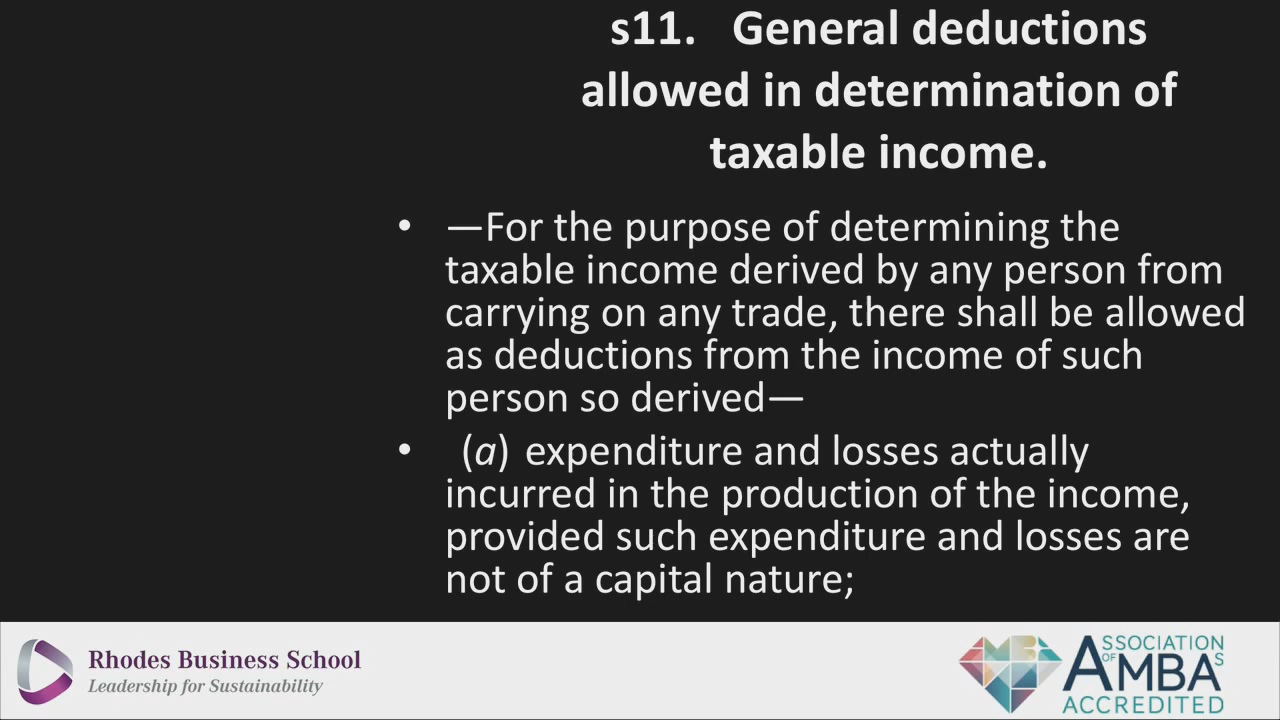 s11. General deductions
allowed in determination of
taxable income.
• —For the purpose of determining the
taxable income derived by any person from
carrying on any trade, there shall be allowed
as deductions from the income of such
person so derived—
• (a) expenditure and losses actually
incurred in the production of the income,
provided such expenditure and losses are
not of a capital nature;
Rhodes Business School
Leadership for Sustainability
MBA
ASSOCIATION
OF AMBAS
ACCREDITED